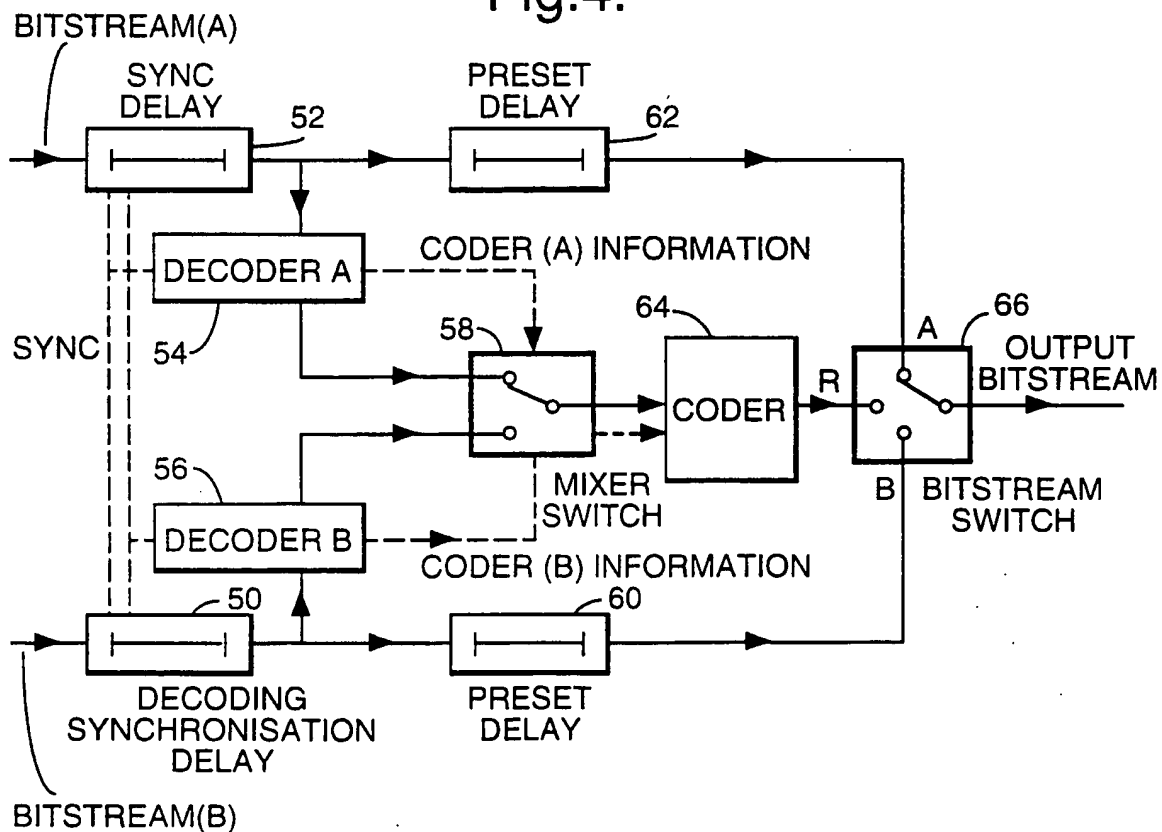 Fig.4.
BITSTREAM(A)
SYNC
DELAY
52
PRESET
DELAY
62
DECODER A
54
CODER (A) INFORMATION
SYNC
58
64
CODER
R
A
66
OUTPUT
BITSTREAM
B
BITSTREAM
SWITCH
MIXER
SWITCH
56
DECODER B
CODER (B) INFORMATION
50
60
DECODING
SYNCHRONISATION
DELAY
PRESET
DELAY
BITSTREAM(B)